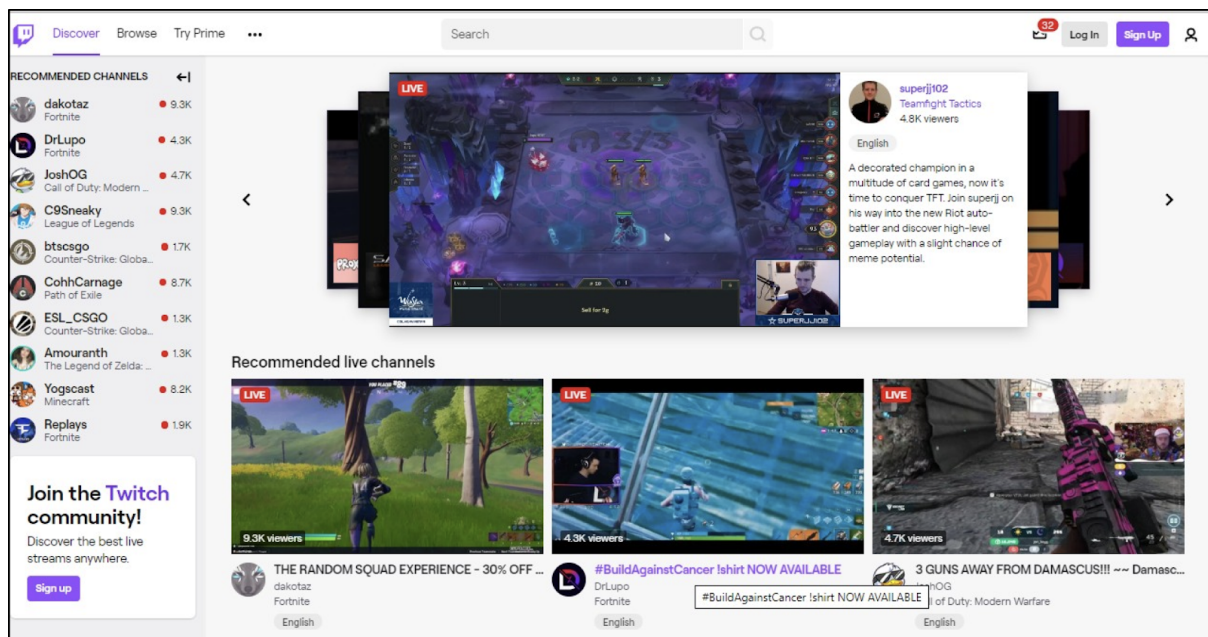 Discover Browse Try Prime •••
Search
32
Log In
Sign Up
RECOMMENDED CHANNELS
dakotaz 9.3K
Fortnite
DrLupo 4.3K
Fortnite
JoshOG 4.7K
Call of Duty: Modern ...
C9Sneaky 9.3K
League of Legends
btscsgo 1.7K
Counter-Strike: Globa...
CohhCarnage 8.7K
Path of Exile
ESL_CSGO 1.3K
Counter-Strike: Globa...
Amouranth 1.3K
The Legend of Zelda: ...
Yogscast 8.2K
Minecraft
Replays 1.9K
Fortnite
Join the Twitch
community!
Discover the best live
streams anywhere.
Sign up
LIVE
Sell for 2g
SUPERJJ102
superjj102
Teamfight Tactics
4.8K viewers
English
A decorated champion in a
multitude of card games, now it's
time to conquer TFT. Join superjj on
his way into the new Riot auto-
battler and discover high-level
gameplay with a slight chance of
meme potential.
Recommended live channels
LIVE
9.3K viewers
THE RANDOM SQUAD EXPERIENCE - 30% OFF ...
dakotaz
Fortnite
English
LIVE
4.3K viewers
#BuildAgainstCancer !shirt NOW AVAILABLE
DrLupo
Fortnite
English
#BuildAgainstCancer !shirt NOW AVAILABLE
LIVE
4.7K viewers
3 GUNS AWAY FROM DAMASCUS!!! ~~ Damasc...
hOG
l of Duty: Modern Warfare
English